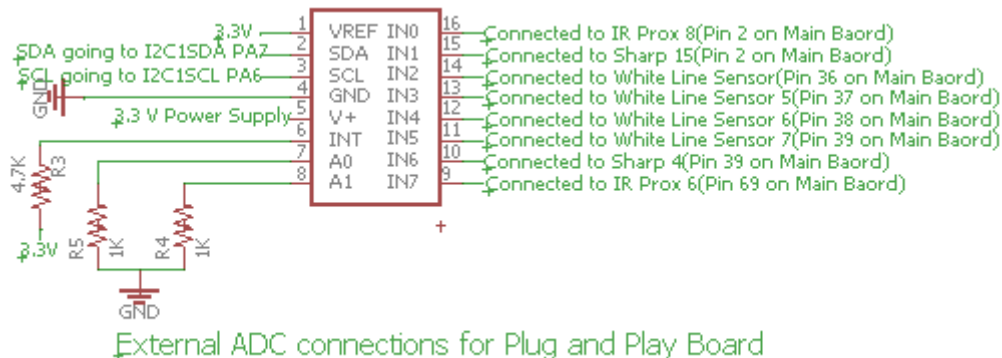 3.3V 1 VREF IN0 16 Connected to IR Prox 8(Pin 2 on Main Baord)
SDA going to I2C1SDA PA7 2 SDA IN1 15 Connected to Sharp 15(Pin 2 on Main Baord)
SCL going to I2C1SCL PA6 3 SCL IN2 14 Connected to White Line Sensor(Pin 36 on Main Baord)
GND 4 GND IN3 13 Connected to White Line Sensor 5(Pin 37 on Main Baord)
3.3 V Power Supply 5 V+ IN4 12 Connected to White Line Sensor 6(Pin 38 on Main Baord)
6 INT IN5 11 Connected to White Line Sensor 7(Pin 39 on Main Baord)
7 A0 IN6 10 Connected to Sharp 4(Pin 39 on Main Baord)
8 A1 IN7 9 Connected to IR Prox 6(Pin 69 on Main Baord)
4.7K R3
3.3V R5 1K R4 1K
GND
External ADC connections for Plug and Play Board